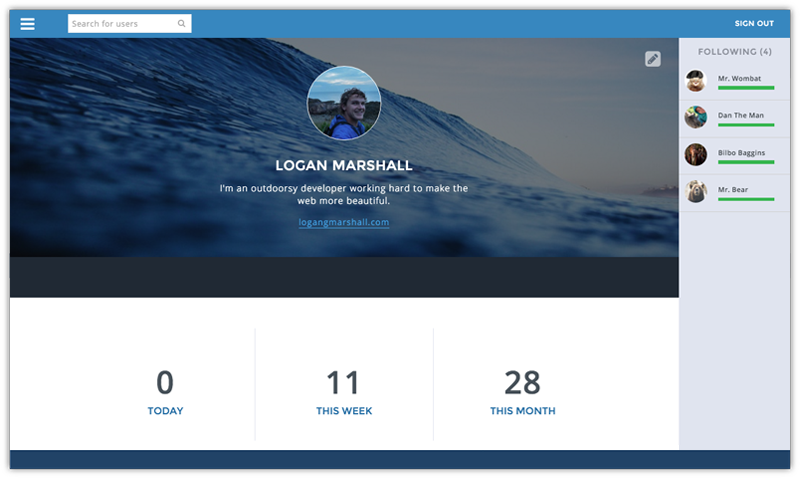 Search for users
SIGN OUT
LOGAN MARSHALL
I'm an outdoorsy developer working hard to make the
web more beautiful.
logangmarshall.com
FOLLOWING (4)
Mr. Wombat
Dan The Man
Bilbo Baggins
Mr. Bear
0
TODAY
11
THIS WEEK
28
THIS MONTH